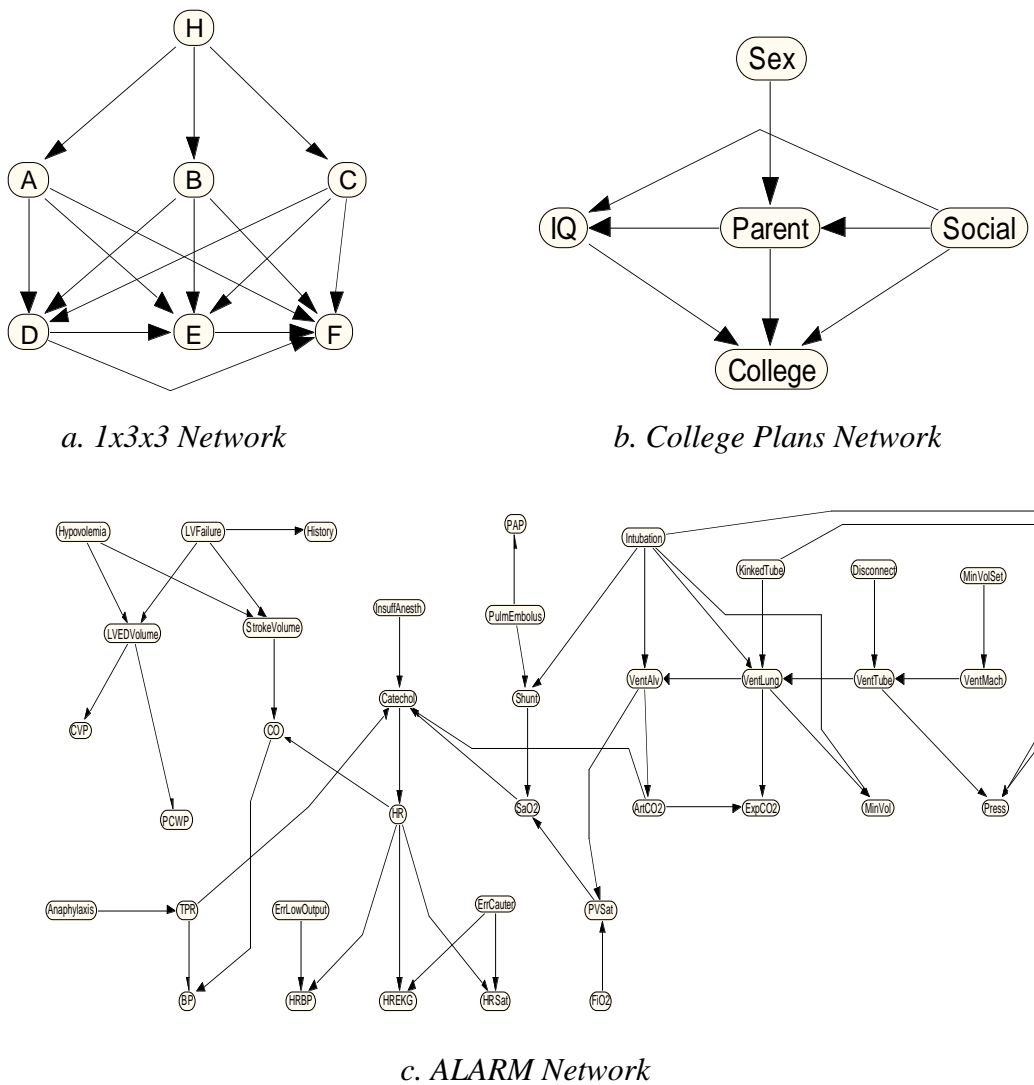 H
A B C
D E F
a. 1x3x3 Network
Sex
IQ Parent Social
College
b. College Plans Network
Hypovolemia LVFailure History PAP Intubation
KinkedTube Disconnect MinVolSet
InsuffAnesth PulmEmbolus
LVEDVolume StrokeVolume
Catechol Shunt VentAlv VentLung VentTube VentMach
CVP CO
PCWP HR SaO2 ArtCO2 ExpCO2 MinVol Press
Anaphylaxis TPR ErrLowOutput ErrCauter PVSat
BP HRBP HREKG HRSat FiO2
c. ALARM Network